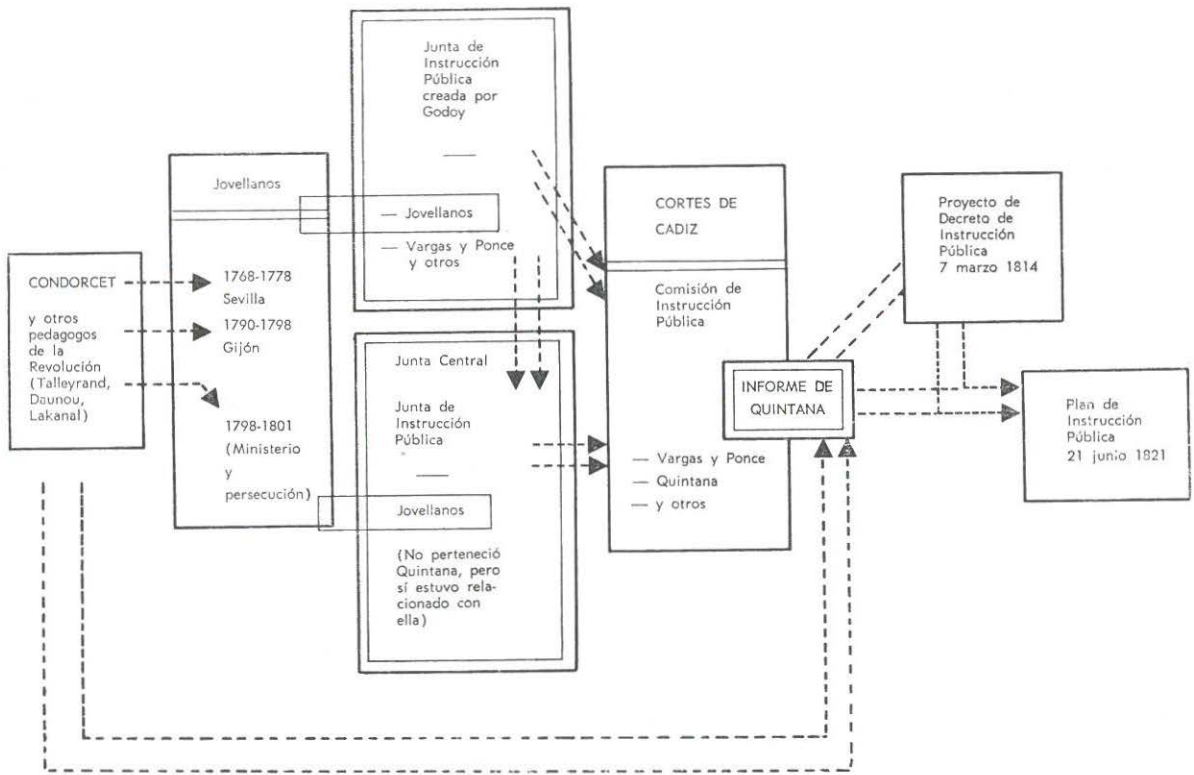 CONDORCET
y otros
pedagogos
de la
Revolución
(Talleyrand,
Daunou,
Lakanal)
Jovellanos
1768-1778
Sevilla
1790-1798
Gijón
1798-1801
(Ministerio
y
persecución)
Junta de
Instrucción
Pública
creada por
Godoy
—
— Jovellanos
— Vargas y Ponce
y otros
Junta Central
Junta de
Instrucción
Pública
—
Jovellanos
(No perteneció
Quintana, pero
sí estuvo rela-
cionado con
ella)
CORTES DE
CADIZ
Comisión de
Instrucción
Pública
INFORME DE
QUINTANA
— Vargas y Ponce
— Quintana
— y otros
Proyecto de
Decreto de
Instrucción
Pública
7 marzo 1814
Plan de
Instrucción
Pública
21 junio 1821